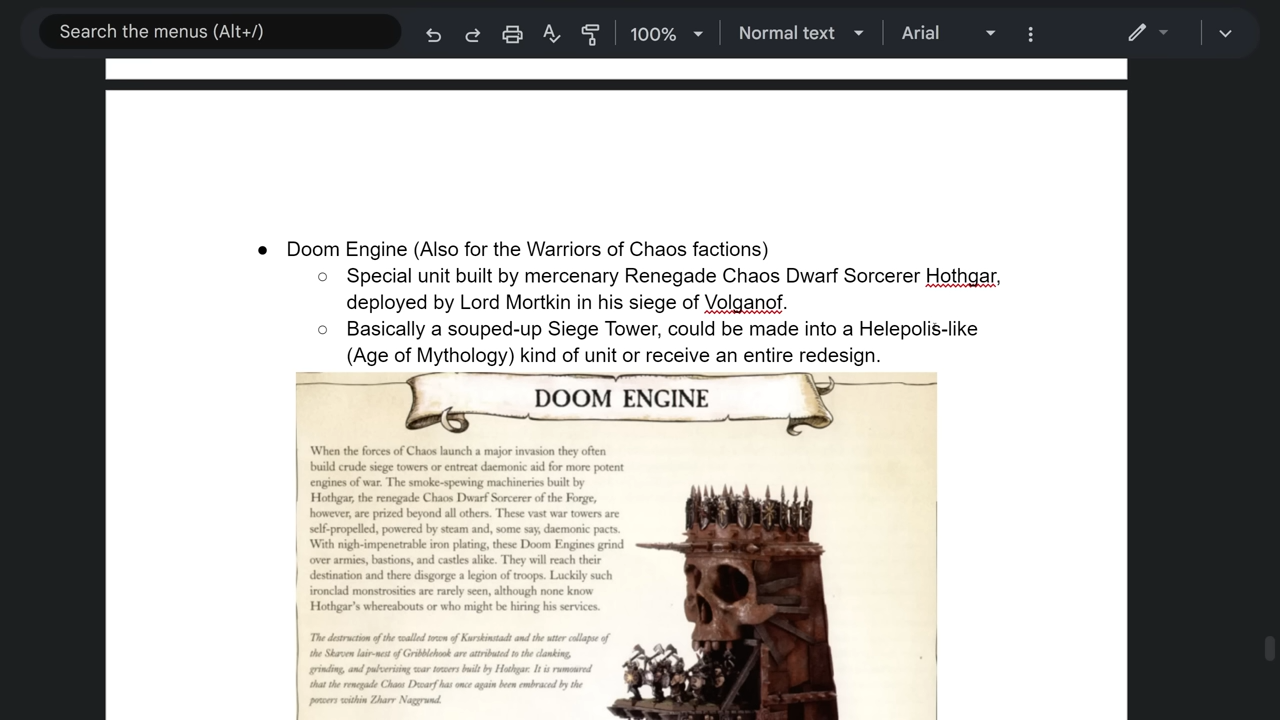 Search the menus (Alt+/)
100%
Normal text
Arial
● Doom Engine (Also for the Warriors of Chaos factions)
○ Special unit built by mercenary Renegade Chaos Dwarf Sorcerer Hothgar,
deployed by Lord Mortkin in his siege of Volganof.
○ Basically a souped-up Siege Tower, could be made into a Helepolis-like
(Age of Mythology) kind of unit or receive an entire redesign.
DOOM ENGINE
When the forces of Chaos launch a major invasion they often
build crude siege towers or entreat daemonic aid for more potent
engines of war. The smoke-spewing machineries built by
Hothgar, the renegade Chaos Dwarf Sorcerer of the Forge,
however, are prized beyond all others. These vast war towers are
self-propelled, powered by steam and, some say, daemonic pacts.
With nigh-impenetrable iron plating, these Doom Engines grind
over armies, bastions, and castles alike. They will reach their
destination and there disgorge a legion of troops. Luckily such
ironclad monstrosities are rarely seen, although none know
Hothgar's whereabouts or who might be hiring his services.
The destruction of the walled town of Kurskinstadt and the utter collapse of
the Skaven lair-nest of Gribblehook are attributed to the clanking,
grinding, and pulverising war towers built by Hothgar. It is rumoured
that the renegade Chaos Dwarf has once again been embraced by the
powers within Zharr Naggrund.